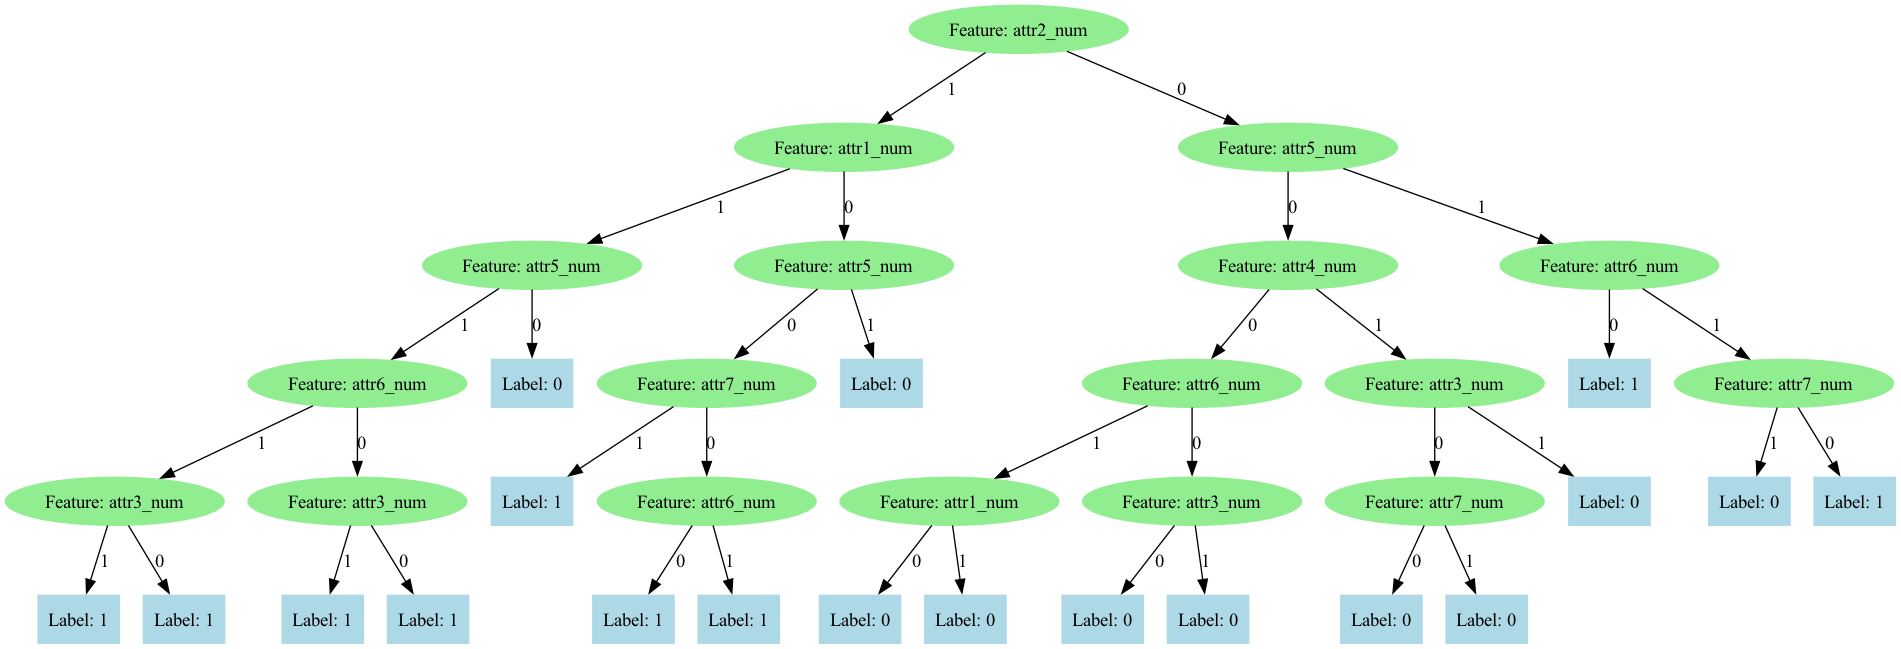 Feature: attr2_num
1
0
Feature: attr1_num
Feature: attr5_num
1
0
0
1
Feature: attr5_num
Feature: attr5_num
Feature: attr4_num
Feature: attr6_num
1
0
0
1
0
1
0
1
Feature: attr6_num
Label: 0
Feature: attr7_num
Label: 0
Feature: attr6_num
Feature: attr3_num
Label: 1
Feature: attr7_num
1
0
1
0
1
0
0
1
1
0
Feature: attr3_num
Feature: attr3_num
Label: 1
Feature: attr6_num
Feature: attr1_num
Feature: attr3_num
Feature: attr7_num
Label: 0
Label: 0
Label: 1
1
0
1
0
0
1
0
1
0
1
0
1
Label: 1
Label: 1
Label: 1
Label: 1
Label: 1
Label: 1
Label: 0
Label: 0
Label: 0
Label: 0
Label: 0
Label: 0